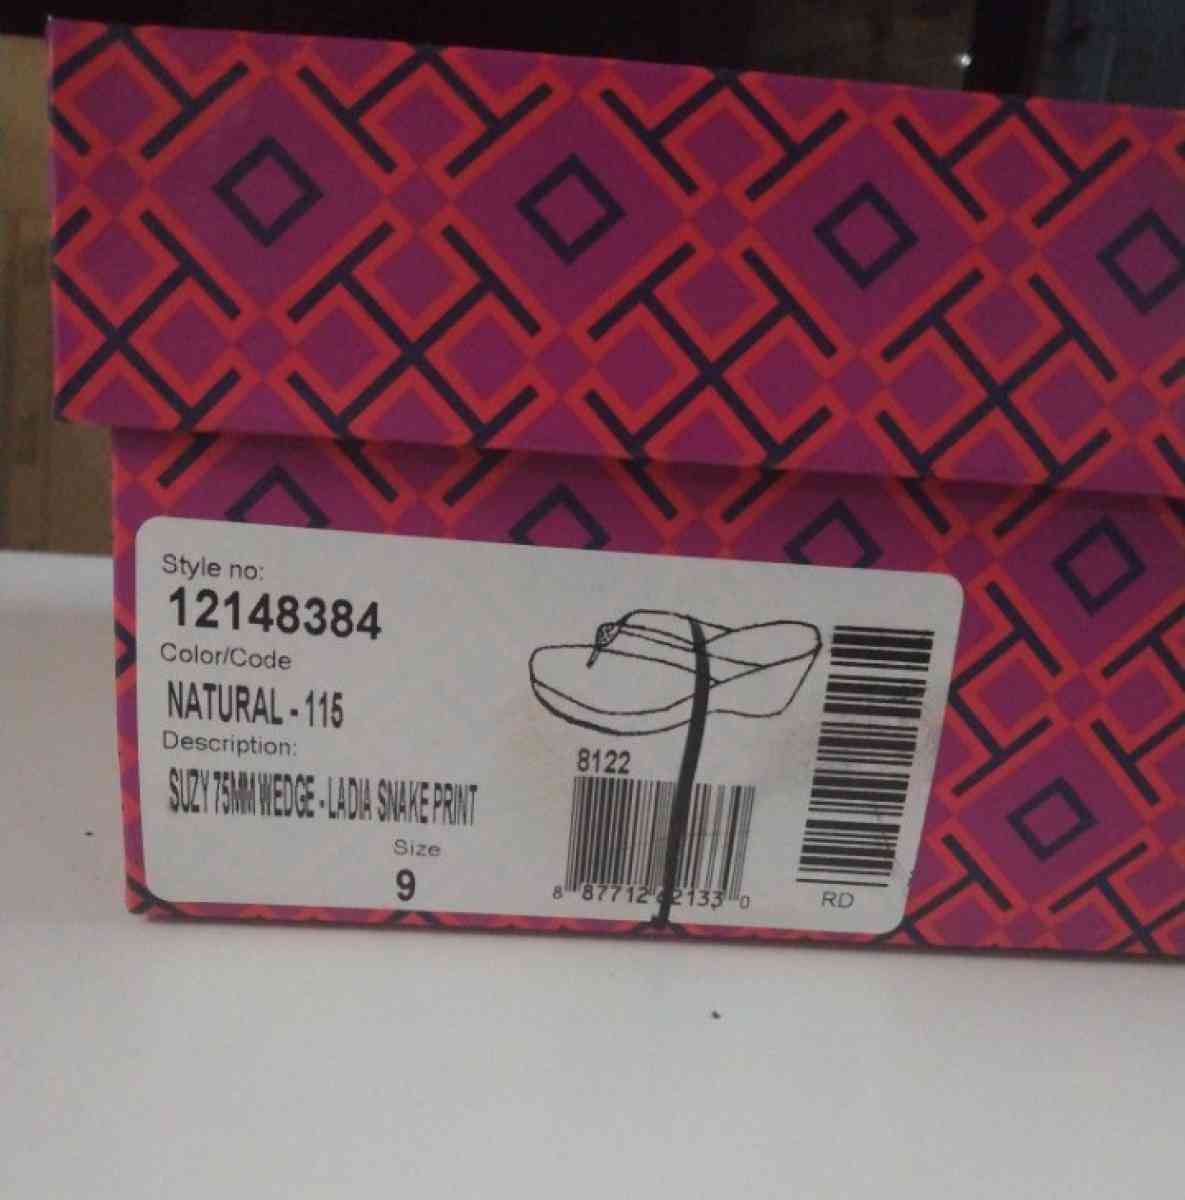 Style no:
12148384
Color/Code
NATURAL - 115
Description:
SUZY 75MM WEDGE - LADIA SNAKE PRINT
Size
9
8122
RD